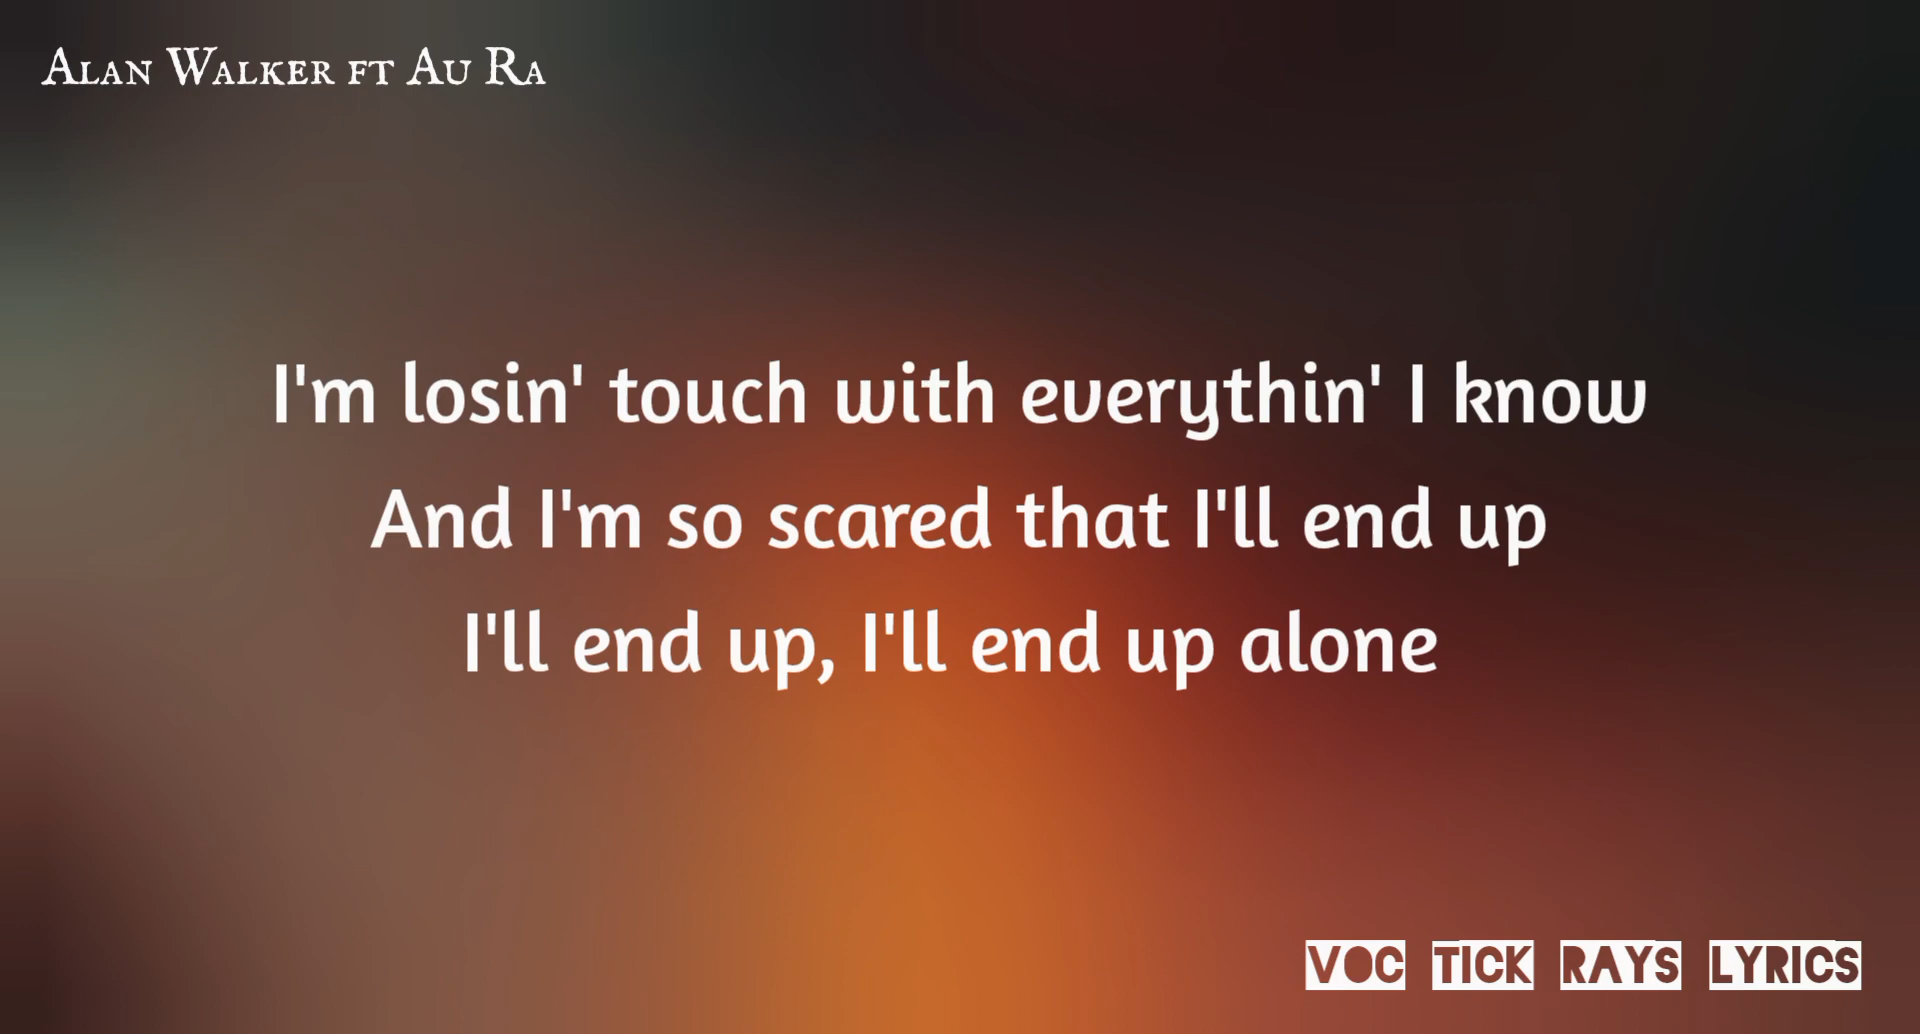 Alan Walker ft Au Ra
I'm losin' touch with everythin' I know
And I'm so scared that I'll end up
I'll end up, I'll end up alone
VOC TICK RAYS LYRICS